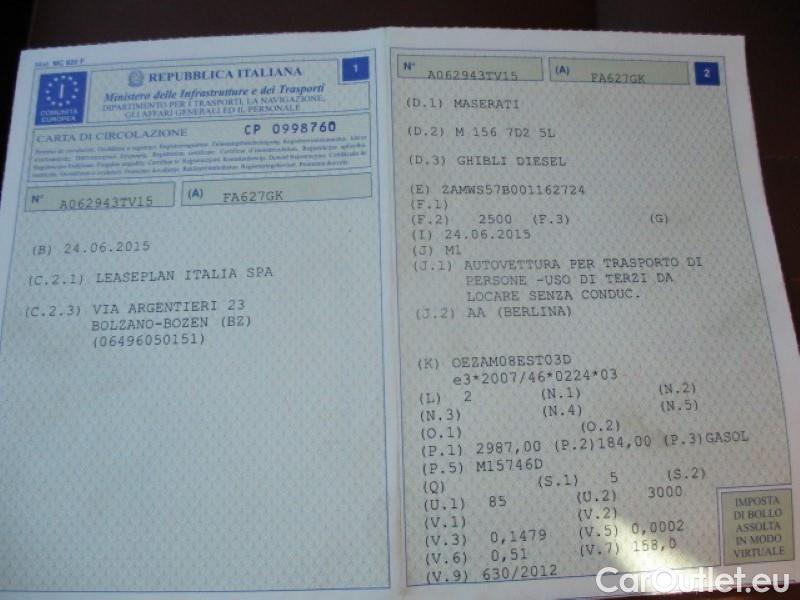 Mod. MC 820 F
REPUBBLICA ITALIANA
1
Ministero delle Infrastrutture e dei Trasporti
DIPARTIMENTO PER I TRASPORTI, LA NAVIGAZIONE,
GLI AFFARI GENERALI ED IL PERSONALE
I
COMUNITÀ
EUROPEA
CARTA DI CIRCOLAZIONE CP 0998760
N° A062943TV15 (A) FA627GK
(B) 24.06.2015
(C.2.1) LEASEPLAN ITALIA SPA
(C.2.3) VIA ARGENTIERI 23
BOLZANO-BOZEN (BZ)
(06496050151)
N° A062943TV15 (A) FA627GK 2
(D.1) MASERATI
(D.2) M 156 7D2 5L
(D.3) GHIBLI DIESEL
(E) ZAMWS57B001162724
(F.1)
(F.2) 2500 (F.3) (G)
(I) 24.06.2015
(J) M1
(J.1) AUTOVETTURA PER TRASPORTO DI
PERSONE -USO DI TERZI DA
LOCARE SENZA CONDUC.
(J.2) AA (BERLINA)
(K) OEZAM08EST03D
e3*2007/46*0224*03
(L) 2 (N.1) (N.2)
(N.3) (N.4) (N.5)
(O.1) (O.2)
(P.1) 2987,00 (P.2)184,00 (P.3)GASOL
(P.5) M15746D
(Q) (S.1) 5 (S.2)
(U.1) 85 (U.2) 3000
(V.1) (V.2)
(V.3) 0,1479 (V.5) 0,0002
(V.6) 0,51 (V.7) 158,0
(V.9) 630/2012
IMPOSTA
DI BOLLO
ASSOLTA
IN MODO
VIRTUALE
CarOutlet.eu